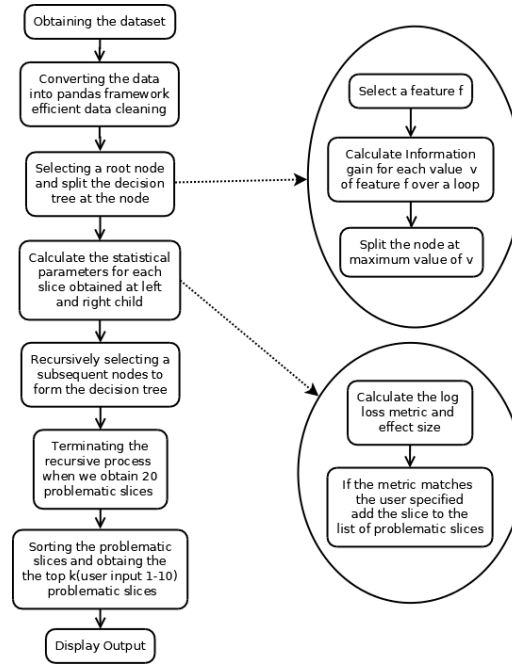 Obtaining the dataset
Converting the data
into pandas framework
efficient data cleaning
Selecting a root node
and split the decision
tree at the node
Calculate the statistical
parameters for each
slice obtained at left
and right child
Recursively selecting a
subsequent nodes to
form the decision tree
Terminating the
recursive process
when we obtain 20
problematic slices
Sorting the problematic
slices and obtaing the
the top k(user input 1-10)
problematic slices
Display Output
Select a feature f
Calculate Information
gain for each value v
of feature f over a loop
Split the node at
maximum value of v
Calculate the log
loss metric and
effect size
If the metric matches
the user specified
add the slice to the
list of problematic slices